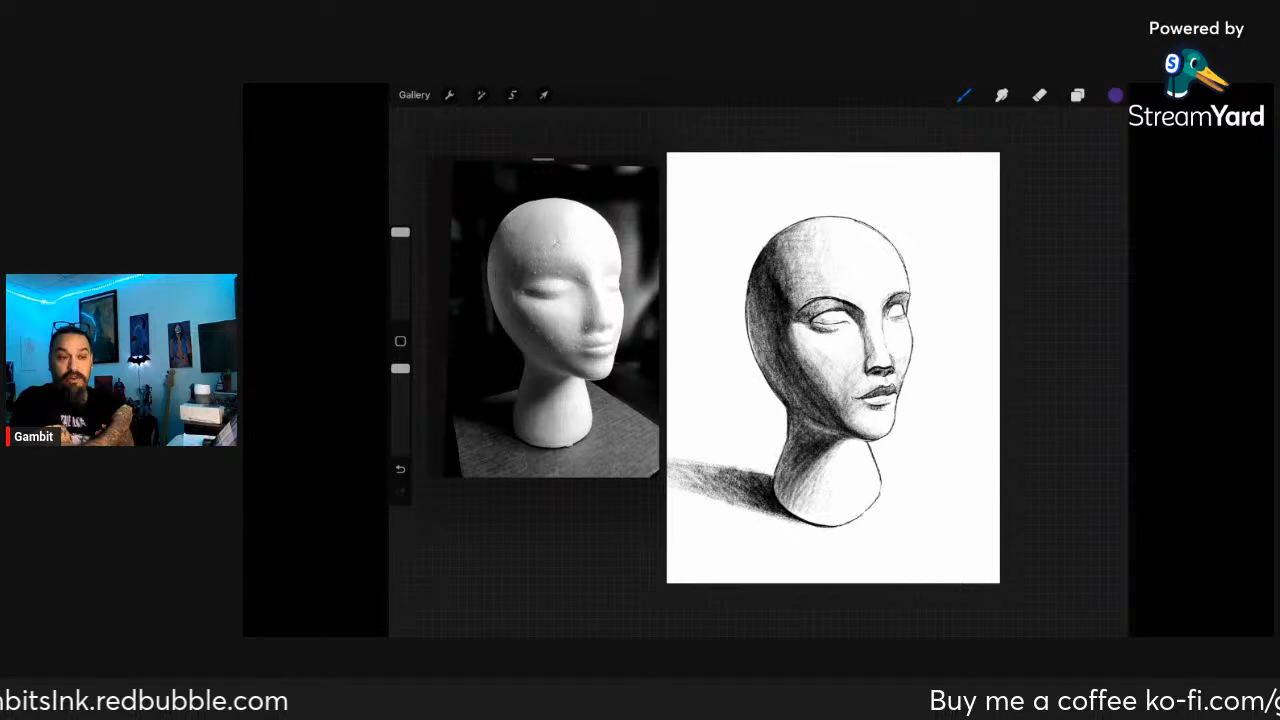 Powered by
StreamYard
Gallery
Gambit
bitsInk.redbubble.com
Buy me a coffee ko-fi.com/